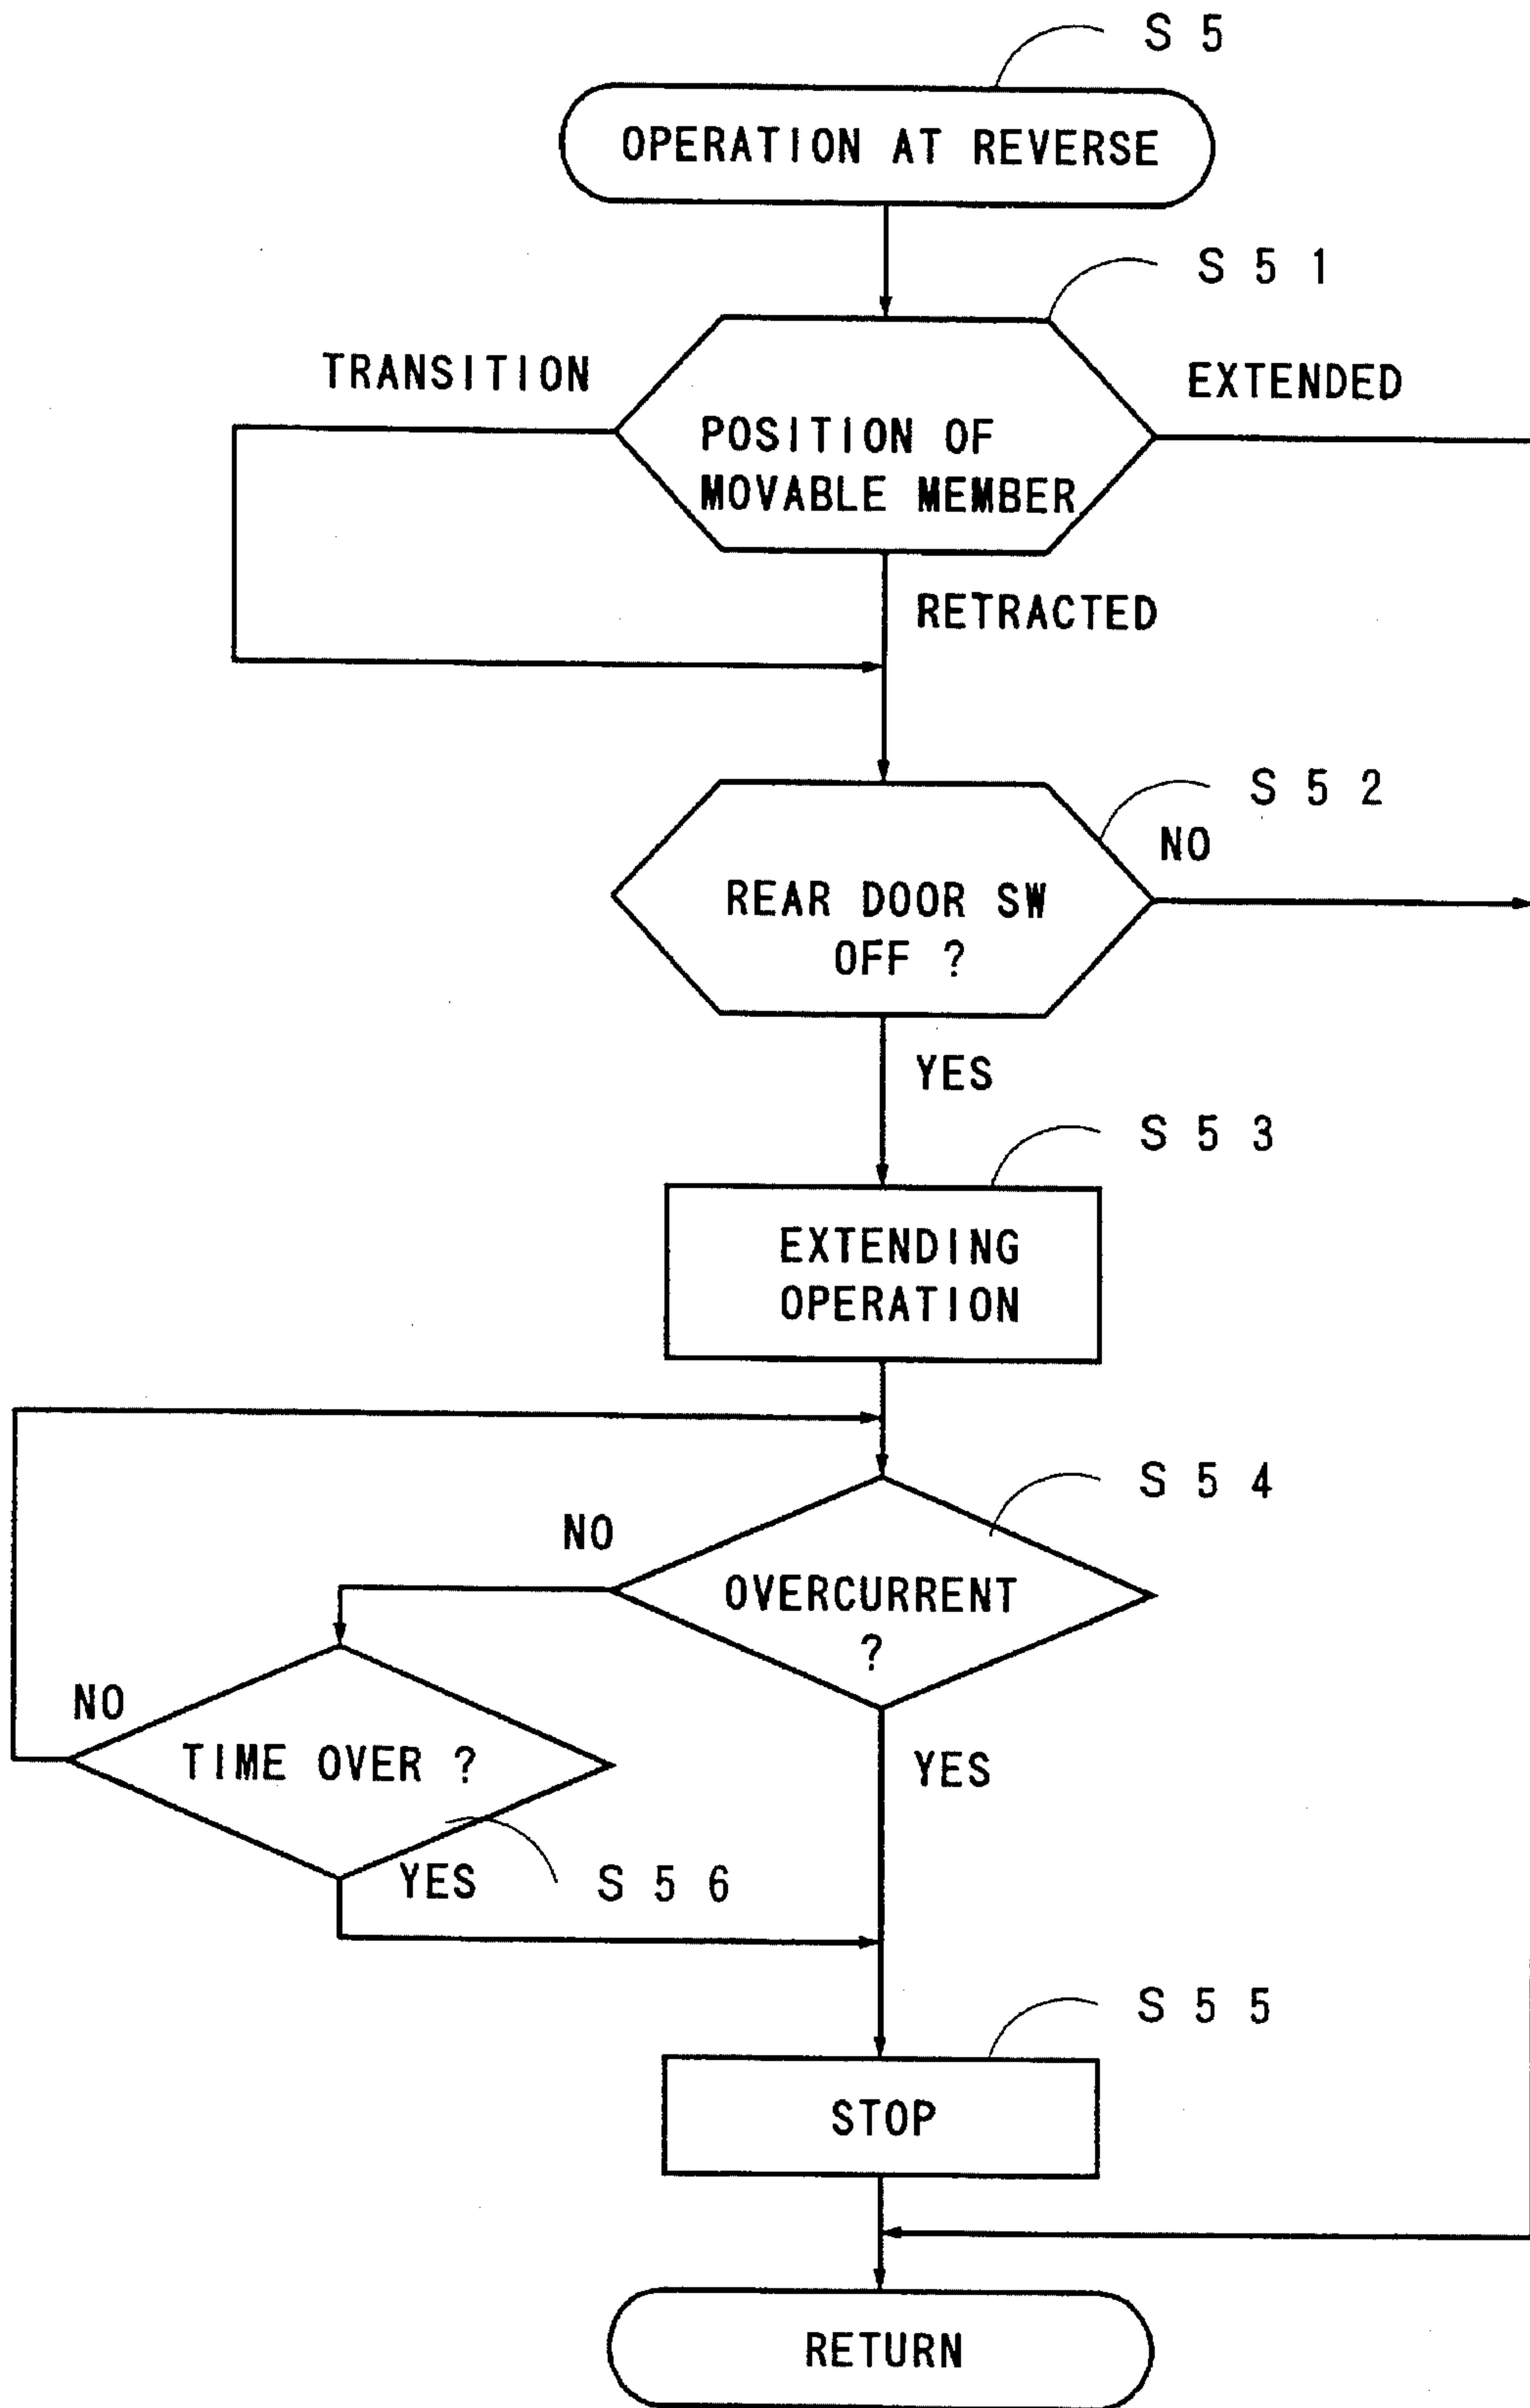 S 5
OPERATION AT REVERSE
S 5 1
TRANSITION
EXTENDED
POSITION OF
MOVABLE MEMBER
RETRACTED
S 5 2
NO
REAR DOOR SW
OFF ?
YES
S 5 3
EXTENDING
OPERATION
S 5 4
NO
OVERCURRENT
?
NO
TIME OVER ?
YES
YES
S 5 6
S 5 5
STOP
RETURN